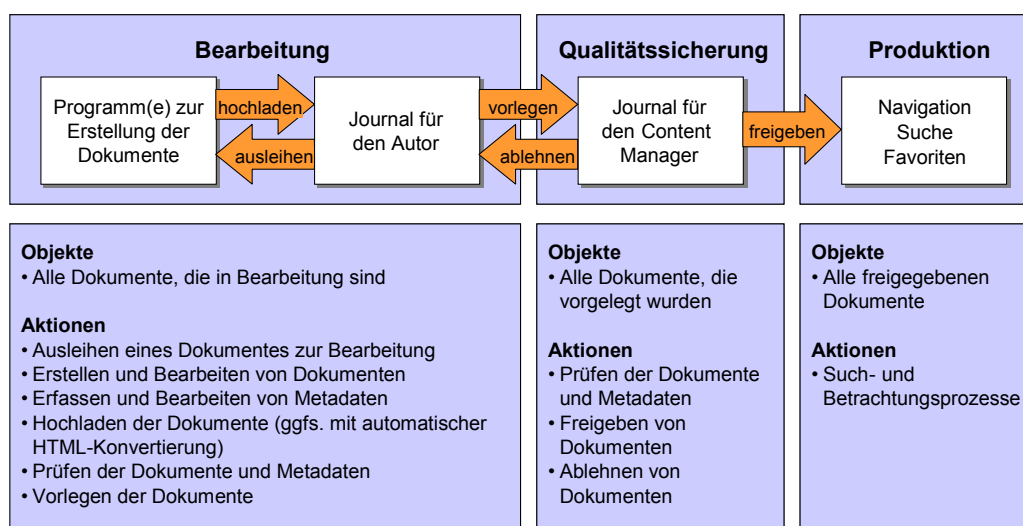 Bearbeitung
Programm(e) zur
Erstellung der
Dokumente
hochladen
ausleihen
Journal für
den Autor
vorlegen
ablehnen
Qualitätssicherung
Journal für
den Content
Manager
freigeben
Produktion
Navigation
Suche
Favoriten
Objekte
• Alle Dokumente, die in Bearbeitung sind
Aktionen
• Ausleihen eines Dokumentes zur Bearbeitung
• Erstellen und Bearbeiten von Dokumenten
• Erfassen und Bearbeiten von Metadaten
• Hochladen der Dokumente (ggfs. mit automatischer
HTML-Konvertierung)
• Prüfen der Dokumente und Metadaten
• Vorlegen der Dokumente
Objekte
• Alle Dokumente, die
vorgelegt wurden
Aktionen
• Prüfen der Dokumente
und Metadaten
• Freigeben von
Dokumenten
• Ablehnen von
Dokumenten
Objekte
• Alle freigegebenen
Dokumente
Aktionen
• Such- und
Betrachtungsprozesse